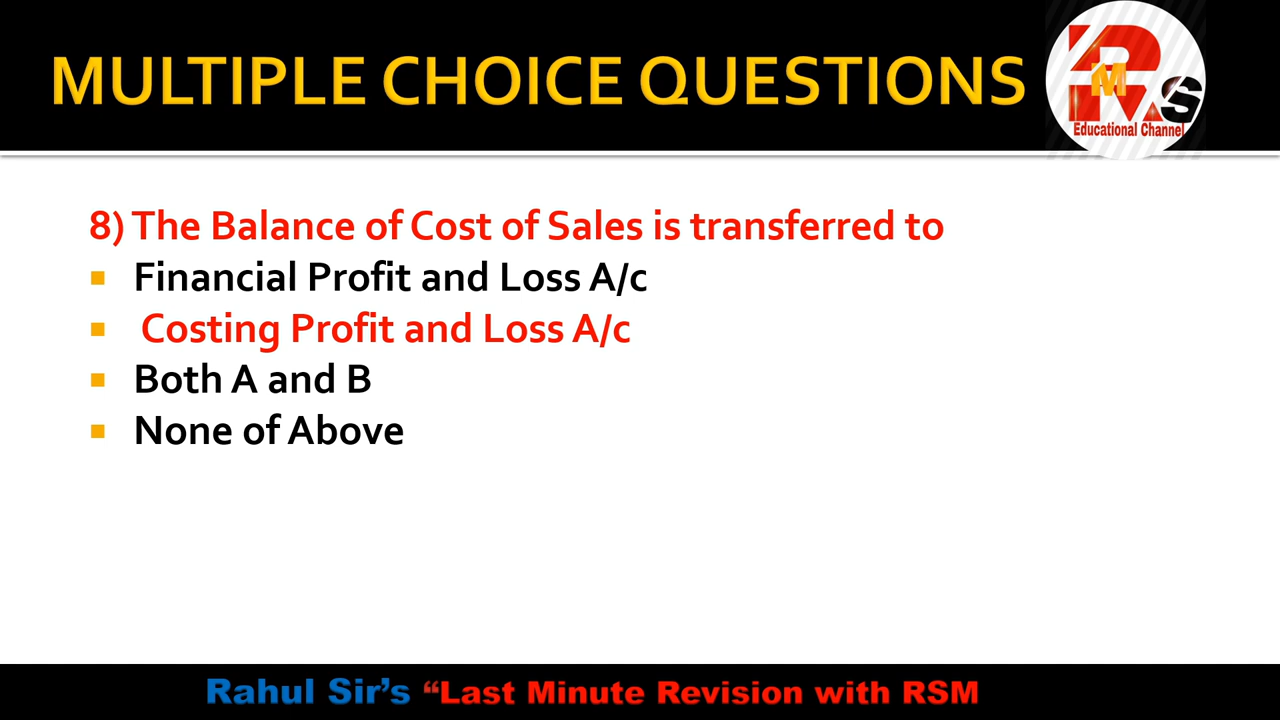 MULTIPLE CHOICE QUESTIONS
RMS
Educational Channel
8) The Balance of Cost of Sales is transferred to
Financial Profit and Loss A/c
Costing Profit and Loss A/c
Both A and B
None of Above
Rahul Sir’s “Last Minute Revision with RSM